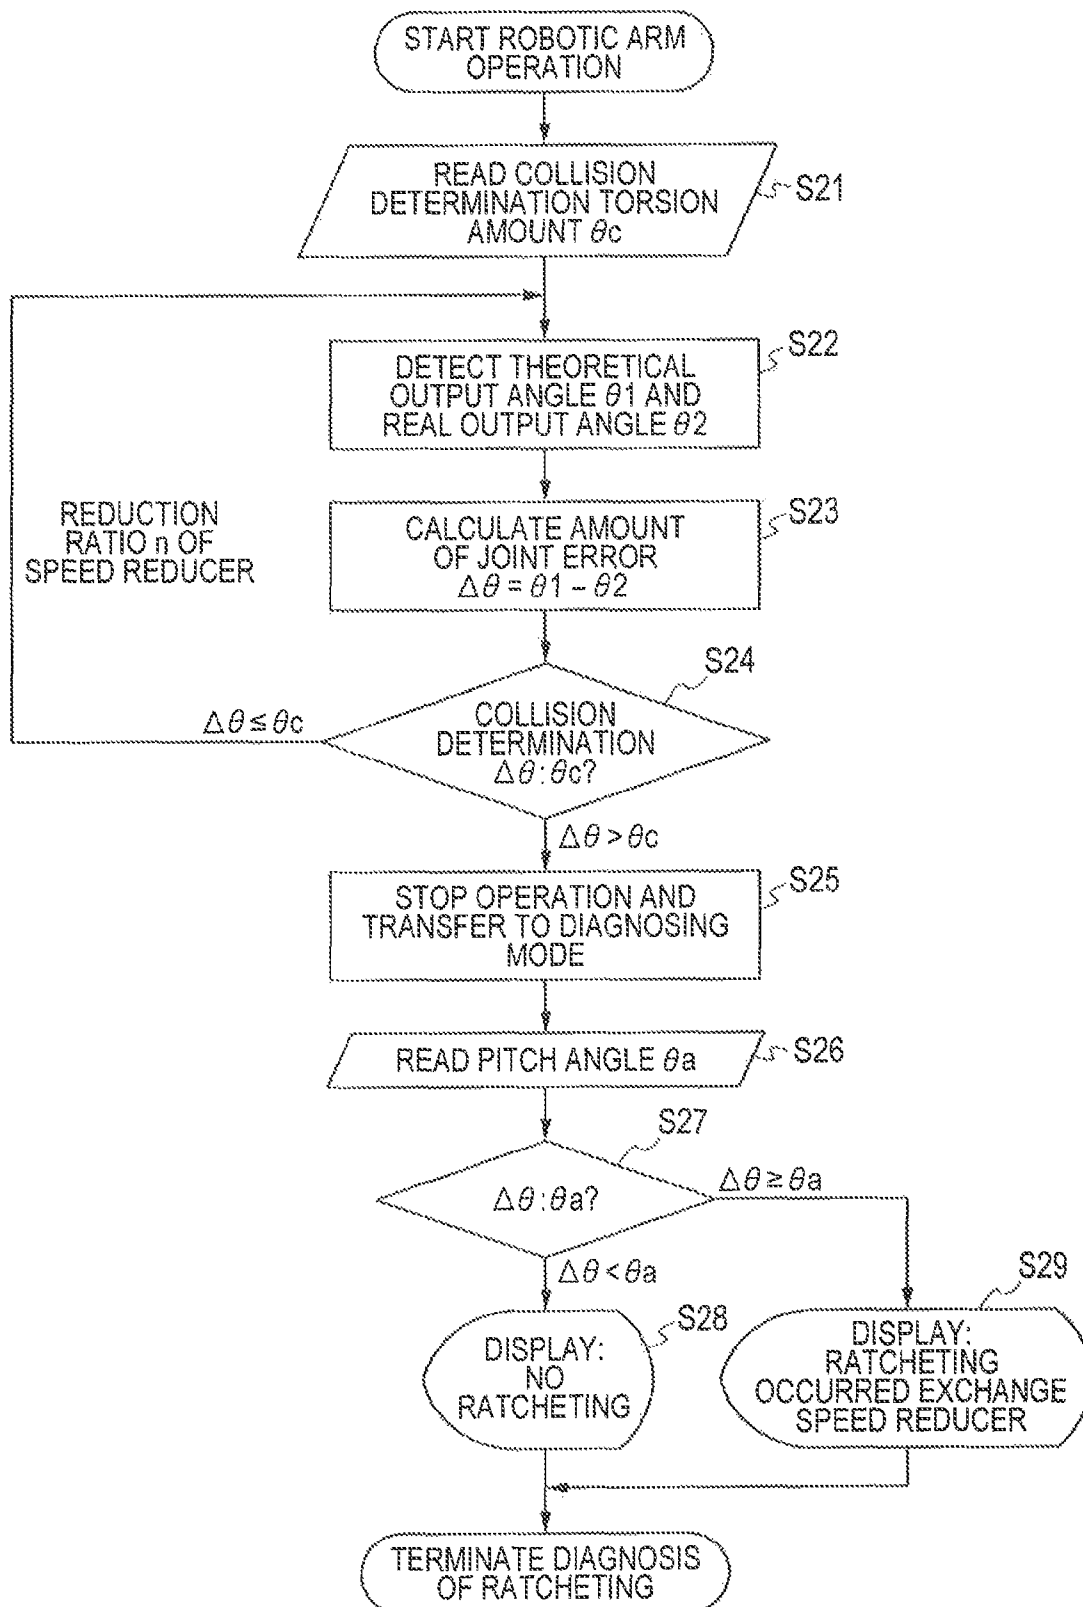 START ROBOTIC ARM
OPERATION
READ COLLISION
DETERMINATION TORSION
AMOUNT θc
S21
DETECT THEORETICAL
OUTPUT ANGLE θ1 AND
REAL OUTPUT ANGLE θ2
S22
CALCULATE AMOUNT
OF JOINT ERROR
Δθ = θ1 − θ2
S23
REDUCTION
RATIO n OF
SPEED REDUCER
S24
COLLISION
DETERMINATION
Δθ : θc?
Δθ ≤ θc
Δθ > θc
STOP OPERATION AND
TRANSFER TO DIAGNOSING
MODE
S25
READ PITCH ANGLE θa
S26
S27
Δθ : θa?
Δθ ≥ θa
Δθ < θa
DISPLAY:
NO
RATCHETING
S28
S29
DISPLAY:
RATCHETING
OCCURRED EXCHANGE
SPEED REDUCER
TERMINATE DIAGNOSIS
OF RATCHETING